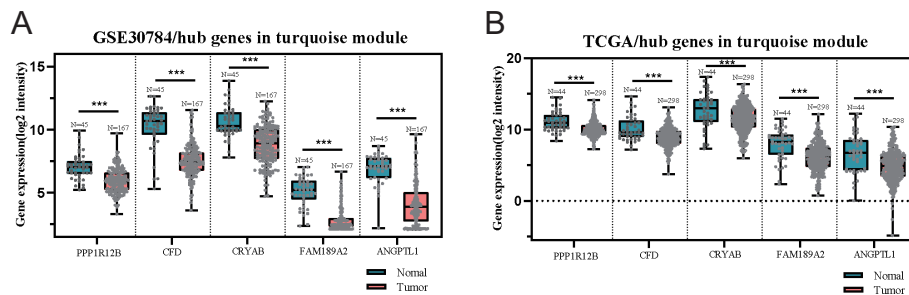 A
GSE30784/hub genes in turquoise module
Gene expression(log2 intensity)
15
10
5
N=45
N=167
N=45
N=167
N=45
N=167
N=45
N=167
N=45
N=167
***
***
***
***
***
PPP1R12B
CFD
CRYAB
FAM189A2
ANGPTL1
Nomal
Tumor
B
TCGA/hub genes in turquoise module
Gene expression(log2 intensity)
20
10
0
N=44
N=298
N=44
N=298
N=44
N=298
N=44
N=298
N=44
N=298
***
***
***
***
***
PPP1R12B
CFD
CRYAB
FAM189A2
ANGPTL1
Nomal
Tumor